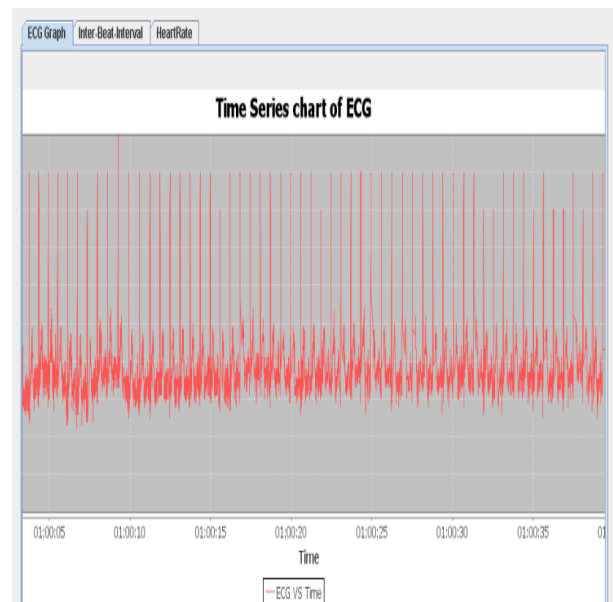 ECG Graph Inter-Beat-Interval HeartRate
Time Series chart of ECG
01:00:05 01:00:10 01:00:15 01:00:20 01:00:25 01:00:30 01:00:35
Time
ECG VS Time